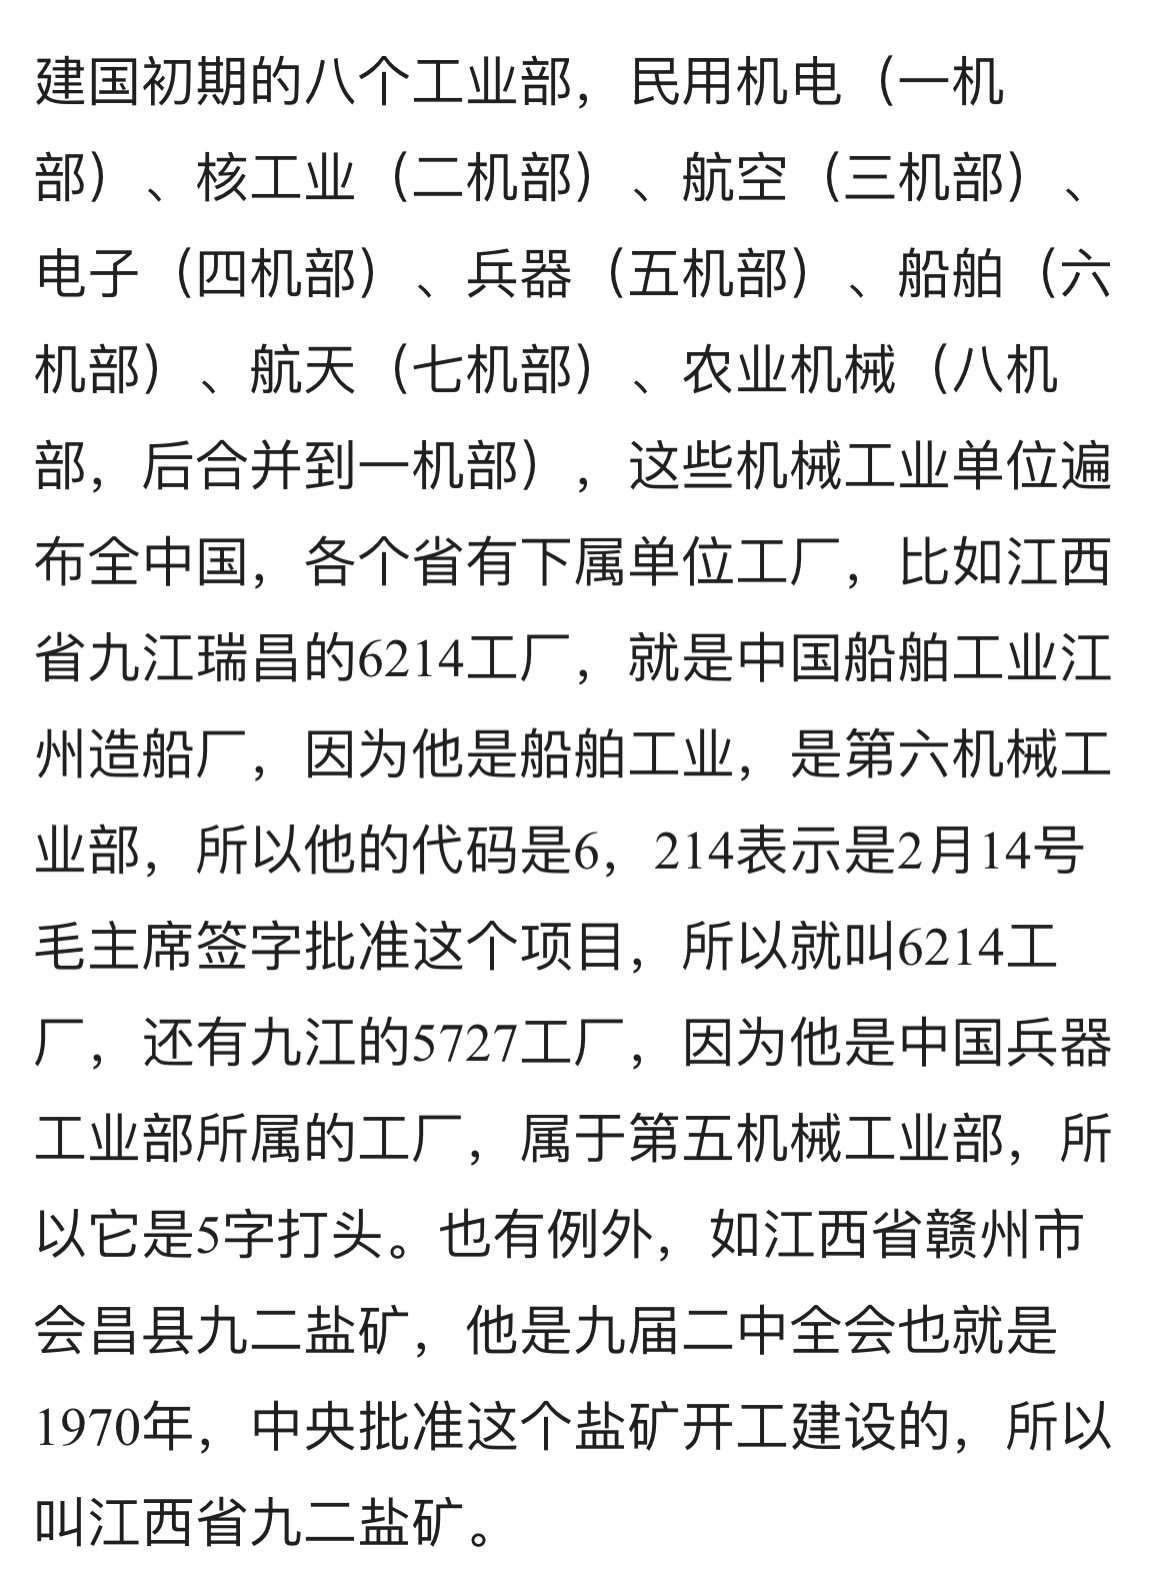 建国初期的八个工业部，民用机电（一机
部）、核工业（二机部）、航空（三机部）、
电子（四机部）、兵器（五机部）、船舶（六
机部）、航天（七机部）、农业机械（八机
部，后合并到一机部），这些机械工业单位遍
布全中国，各个省有下属单位工厂，比如江西
省九江瑞昌的6214工厂，就是中国船舶工业江
州造船厂，因为他是船舶工业，是第六机械工
业部，所以他的代码是6，214表示是2月14号
毛主席签字批准这个项目，所以就叫6214工
厂，还有九江的5727工厂，因为他是中国兵器
工业部所属的工厂，属于第五机械工业部，所
以它是5字打头。也有例外，如江西省赣州市
会昌县九二盐矿，他是九届二中全会也就是
1970年，中央批准这个盐矿开工建设的，所以
叫江西省九二盐矿。